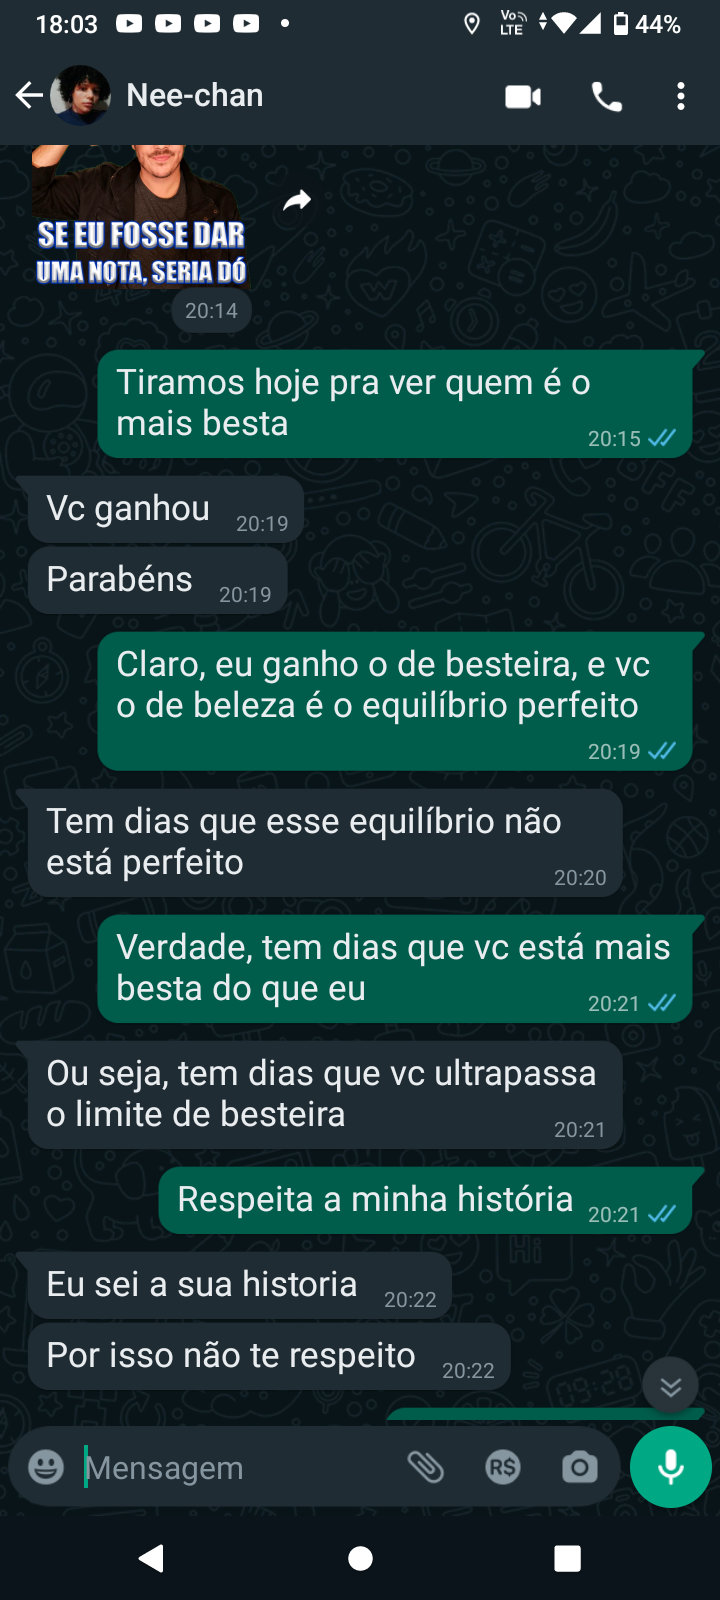 18:03
Vo
LTE
44%
Nee-chan
SE EU FOSSE DAR
UMA NOTA, SERIA DÓ
20:14
Tiramos hoje pra ver quem é o
mais besta
20:15
Vc ganhou
20:19
Parabéns
20:19
Claro, eu ganho o de besteira, e vc
o de beleza é o equilíbrio perfeito
20:19
Tem dias que esse equilíbrio não
está perfeito
20:20
Verdade, tem dias que vc está mais
besta do que eu
20:21
Ou seja, tem dias que vc ultrapassa
o limite de besteira
20:21
Respeita a minha história
20:21
Eu sei a sua historia
20:22
Por isso não te respeito
20:22
Mensagem
R$